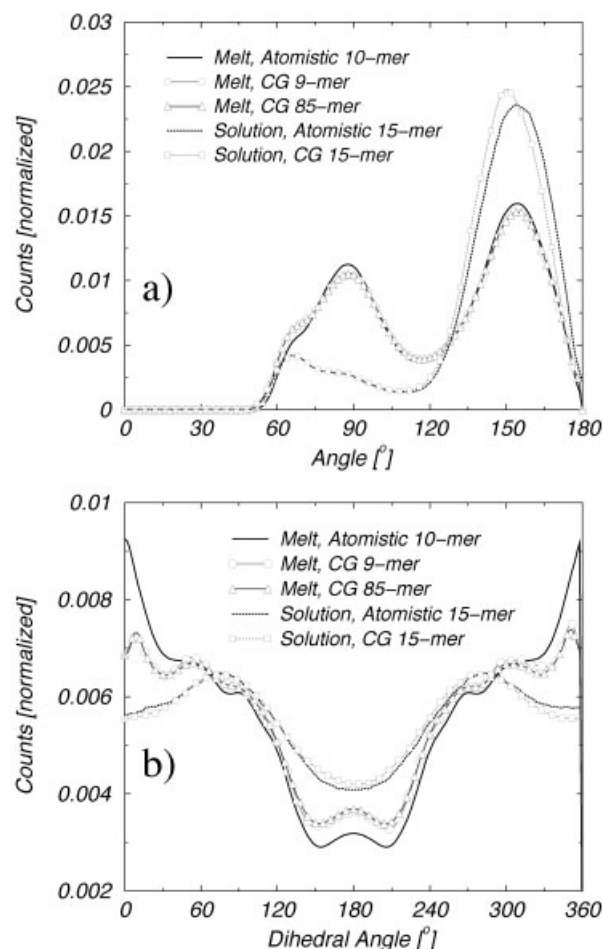 0.03
Melt, Atomistic 10-mer
Melt, CG 9-mer
Melt, CG 85-mer
Solution, Atomistic 15-mer
Solution, CG 15-mer
0.025
0.02
0.015
0.01
0.005
0
Counts [normalized]
a)
0 30 60 90 120 150 180
Angle [°]
0.01
Melt, Atomistic 10-mer
Melt, CG 9-mer
Melt, CG 85-mer
Solution, Atomistic 15-mer
Solution, CG 15-mer
0.008
0.006
0.004
0.002
Counts [normalized]
b)
0 60 120 180 240 300 360
Dihedral Angle [°]